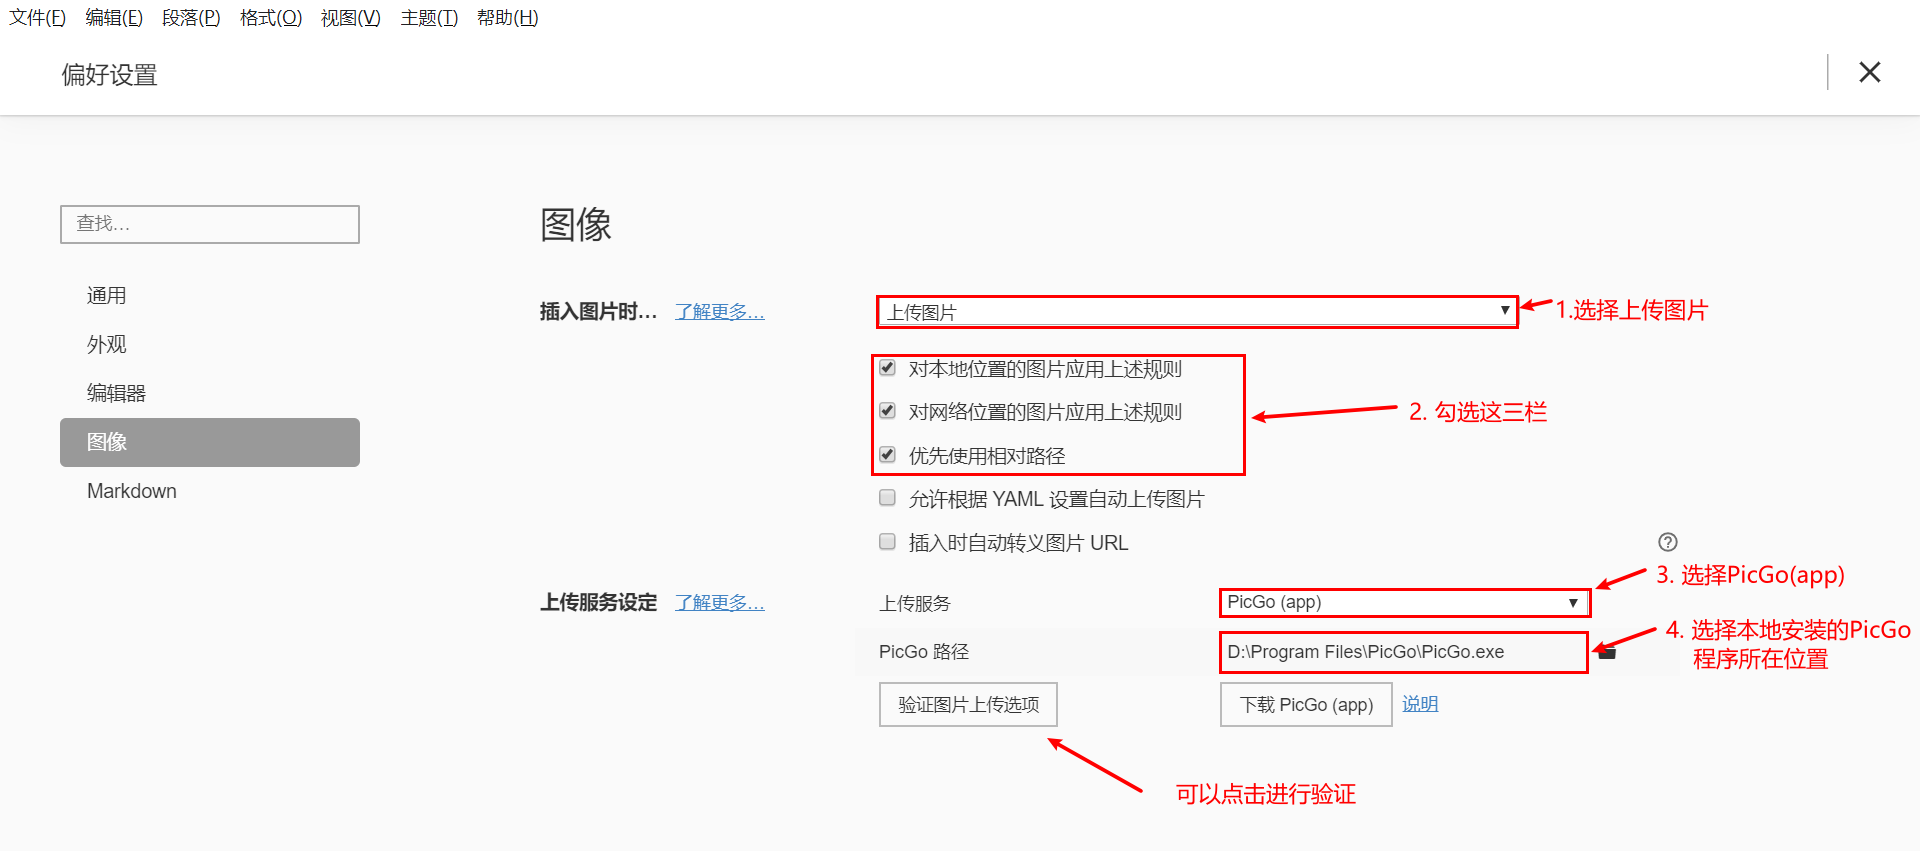 文件(F) 编辑(E) 段落(P) 格式(O) 视图(V) 主题(T) 帮助(H)
偏好设置
查找...
通用
外观
编辑器
图像
Markdown
图像
插入图片时... 了解更多...
上传图片
1.选择上传图片
对本地位置的图片应用上述规则
对网络位置的图片应用上述规则
优先使用相对路径
2. 勾选这三栏
允许根据 YAML 设置自动上传图片
插入时自动转义图片 URL
上传服务设定 了解更多...
上传服务
PicGo (app)
3. 选择PicGo(app)
PicGo 路径
D:\Program Files\PicGo\PicGo.exe
4. 选择本地安装的PicGo
程序所在位置
验证图片上传选项
下载 PicGo (app)
说明
可以点击进行验证